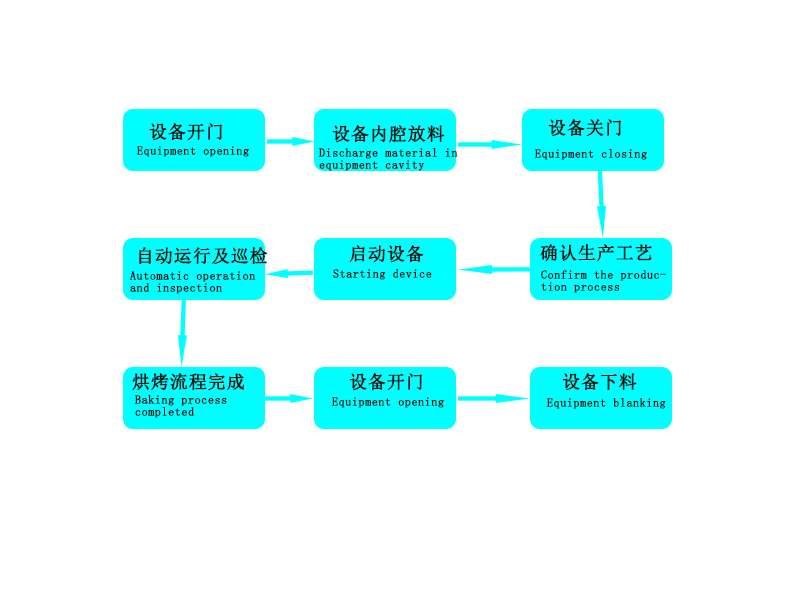 设备开门
Equipment opening
设备内腔放料
Discharge material in
equipment cavity
设备关门
Equipment closing
确认生产工艺
Confirm the produc-
tion process
启动设备
Starting device
自动运行及巡检
Automatic operation
and inspection
烘烤流程完成
Baking process
completed
设备开门
Equipment opening
设备下料
Equipment blanking